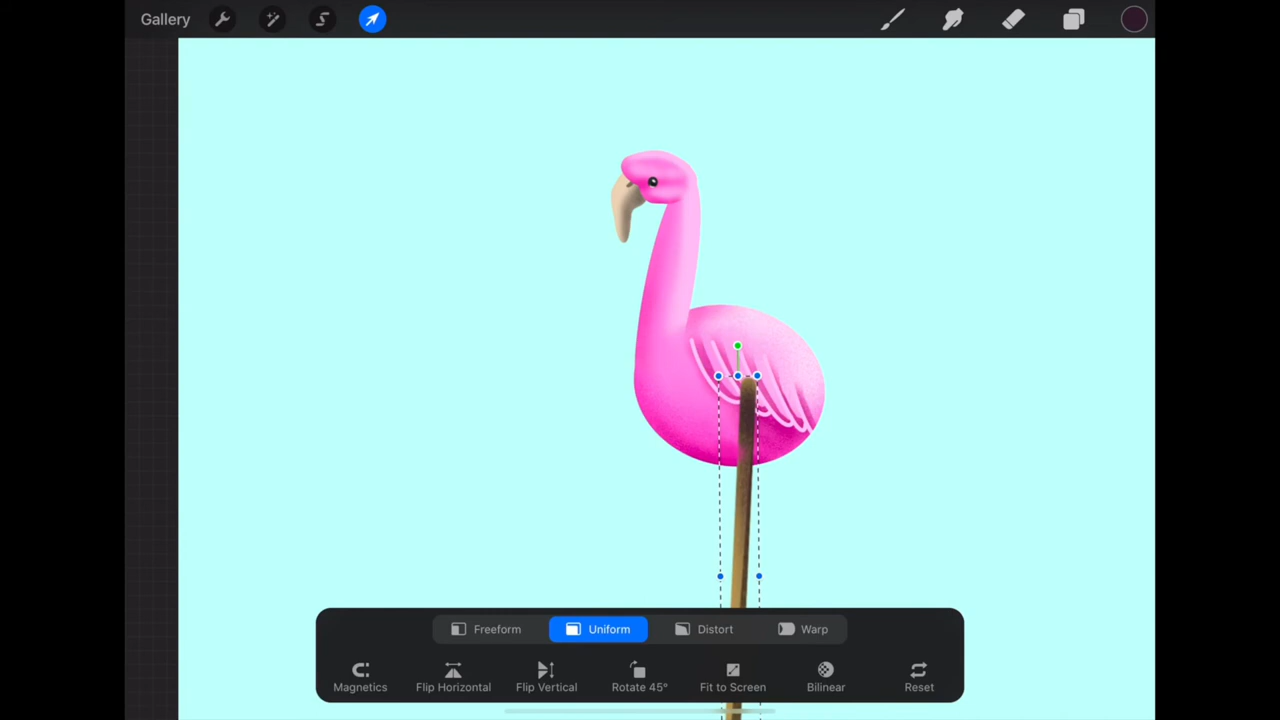 Gallery
Freeform Uniform Distort Warp
Magnetics Flip Horizontal Flip Vertical Rotate 45° Fit to Screen Bilinear Reset